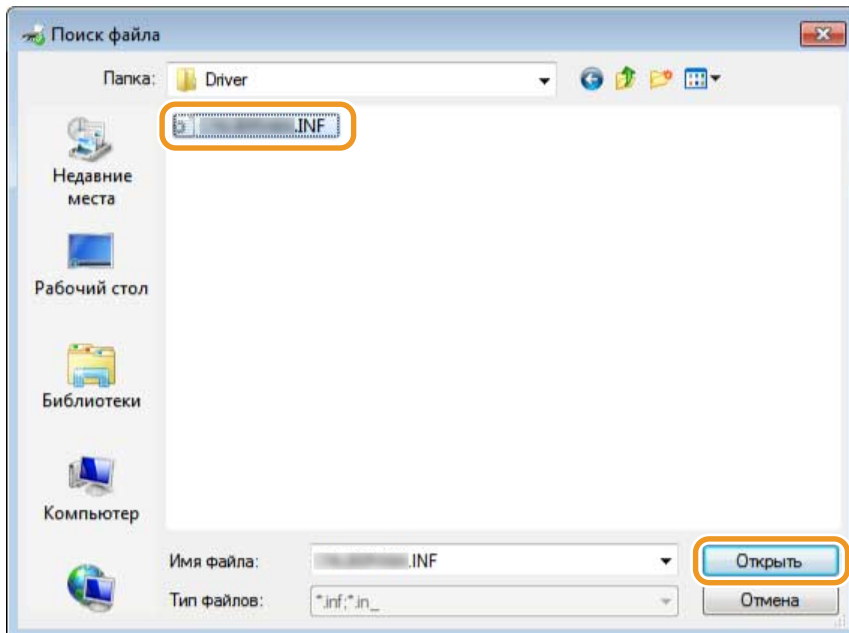 Поиск файла
Папка: Driver
.INF
Недавние
места
Рабочий стол
Библиотеки
Компьютер
Имя файла: .INF Открыть
Тип файлов: *.inf;*.in_ Отмена